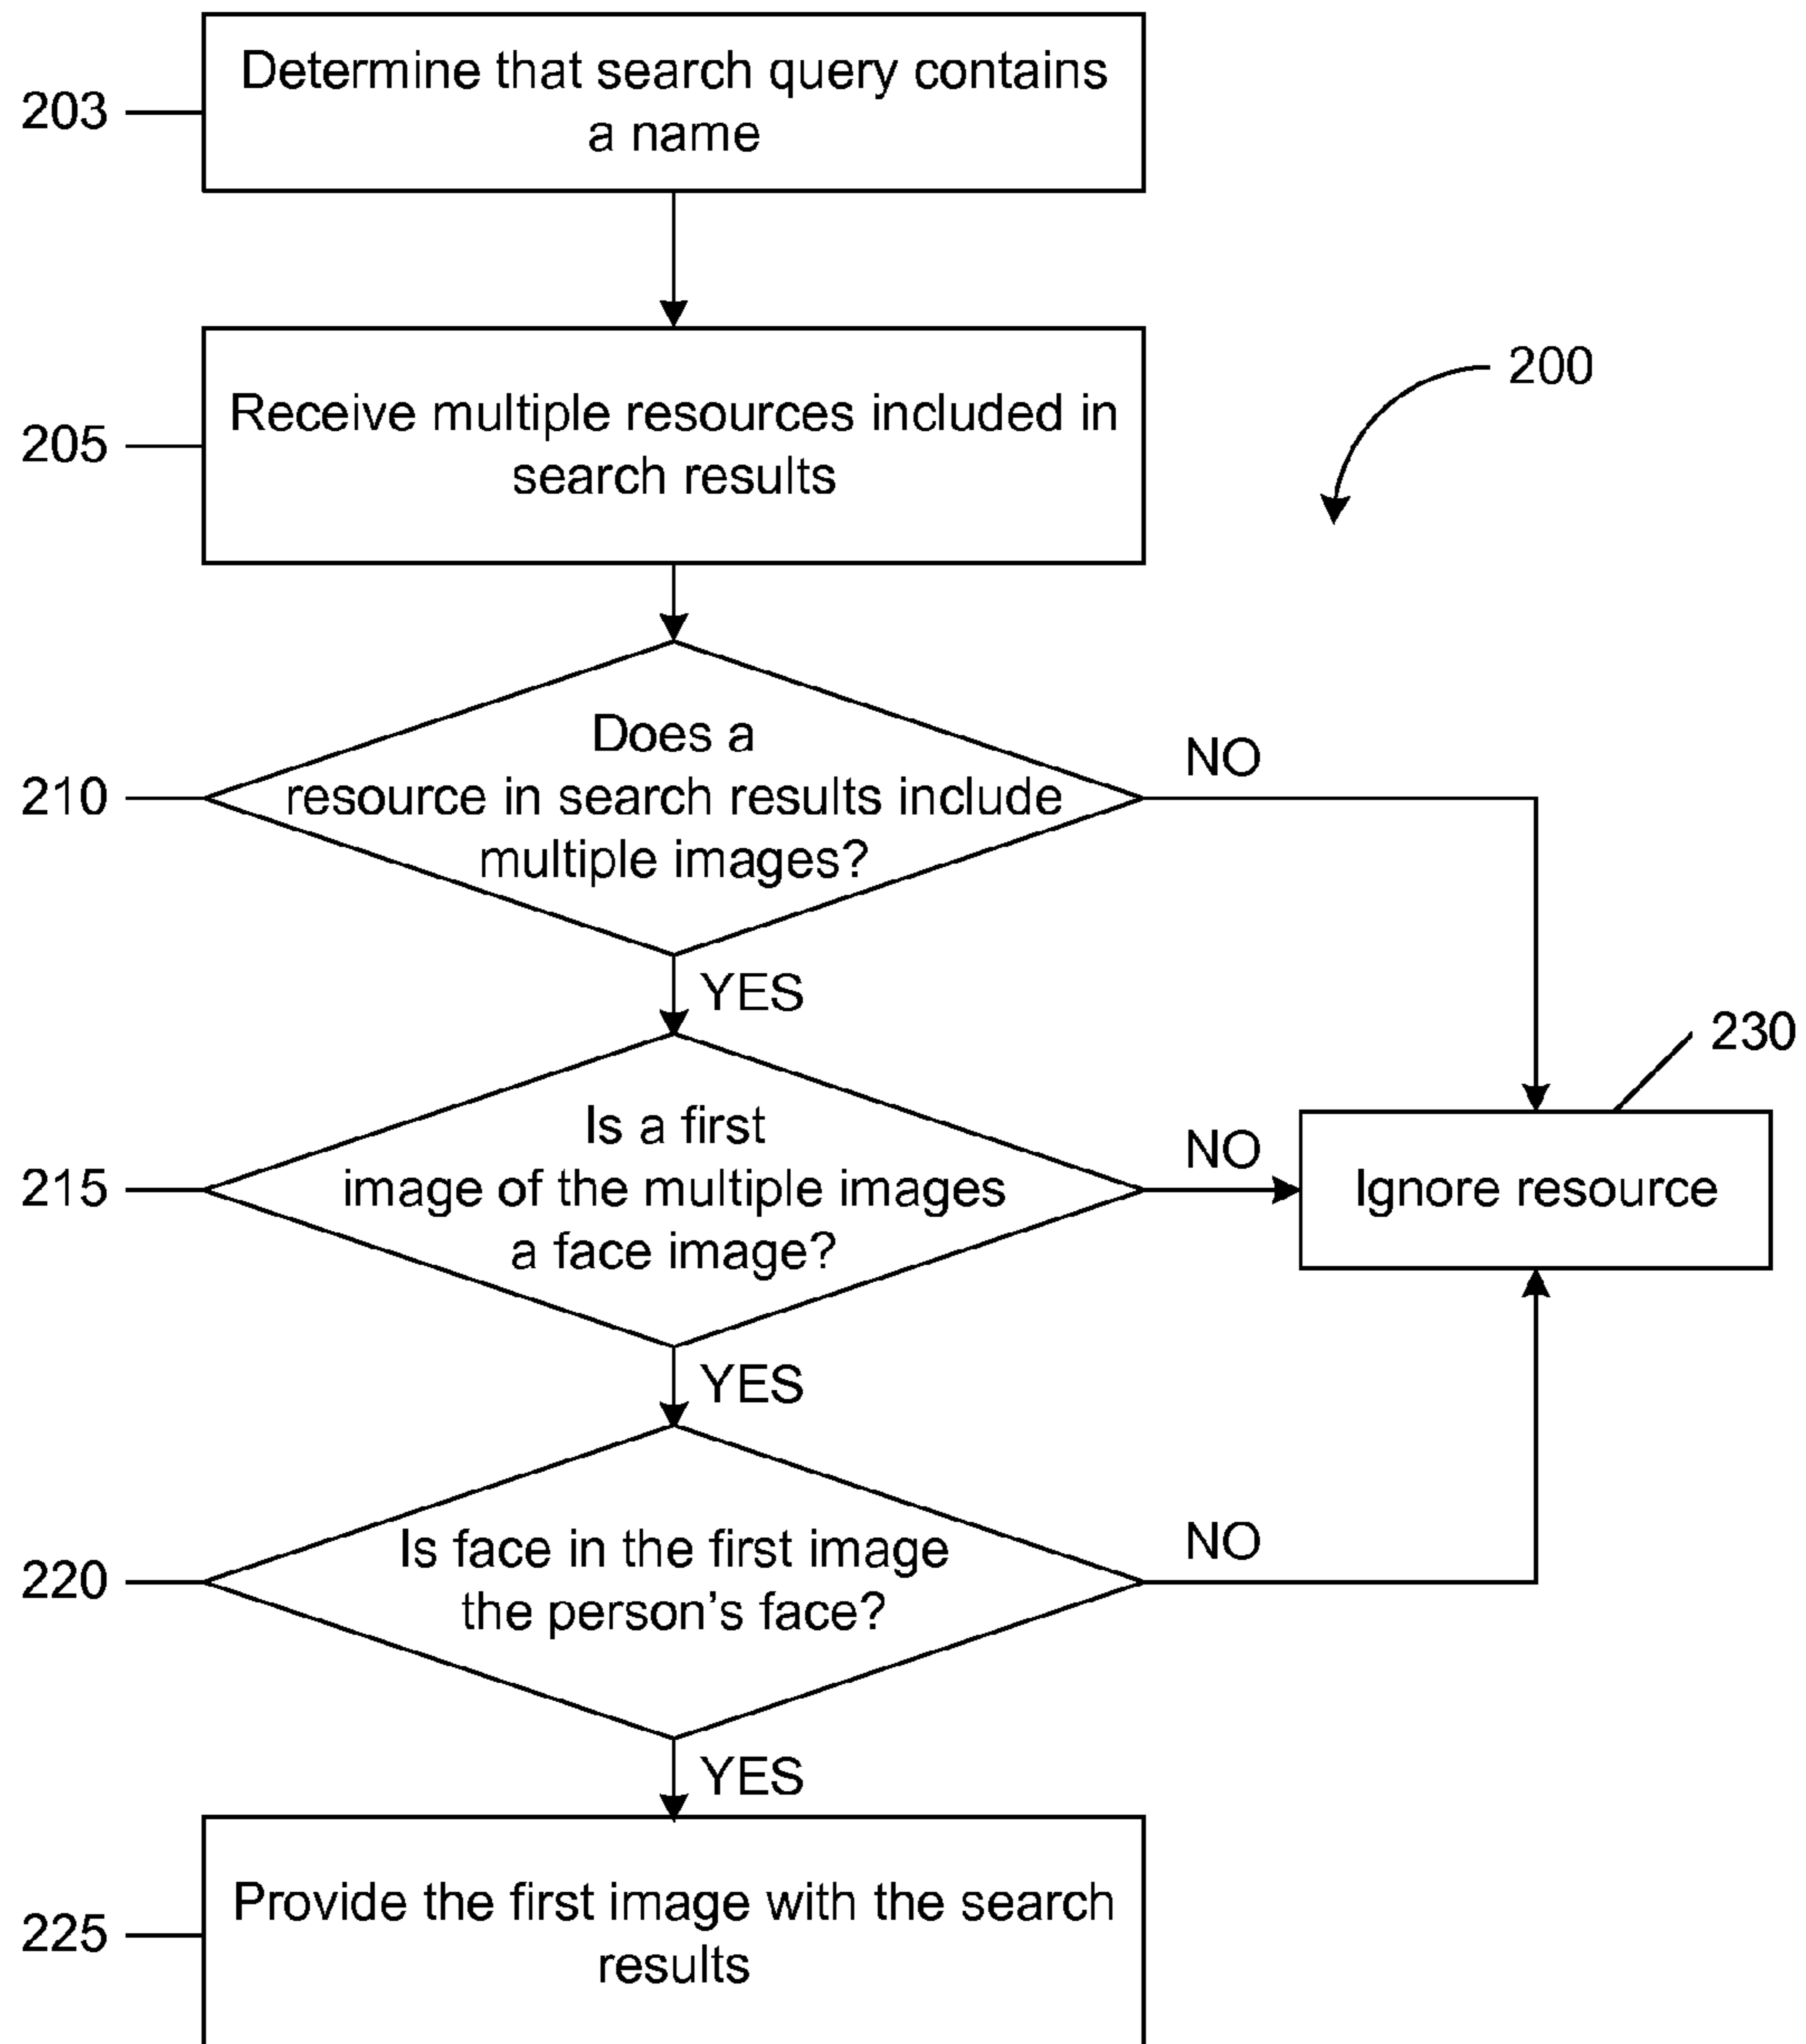 203
Determine that search query contains
a name
205
Receive multiple resources included in
search results
200
210
Does a
resource in search results include
multiple images?
NO
YES
230
215
Is a first
image of the multiple images
a face image?
NO
Ignore resource
YES
220
Is face in the first image
the person's face?
NO
YES
225
Provide the first image with the search
results